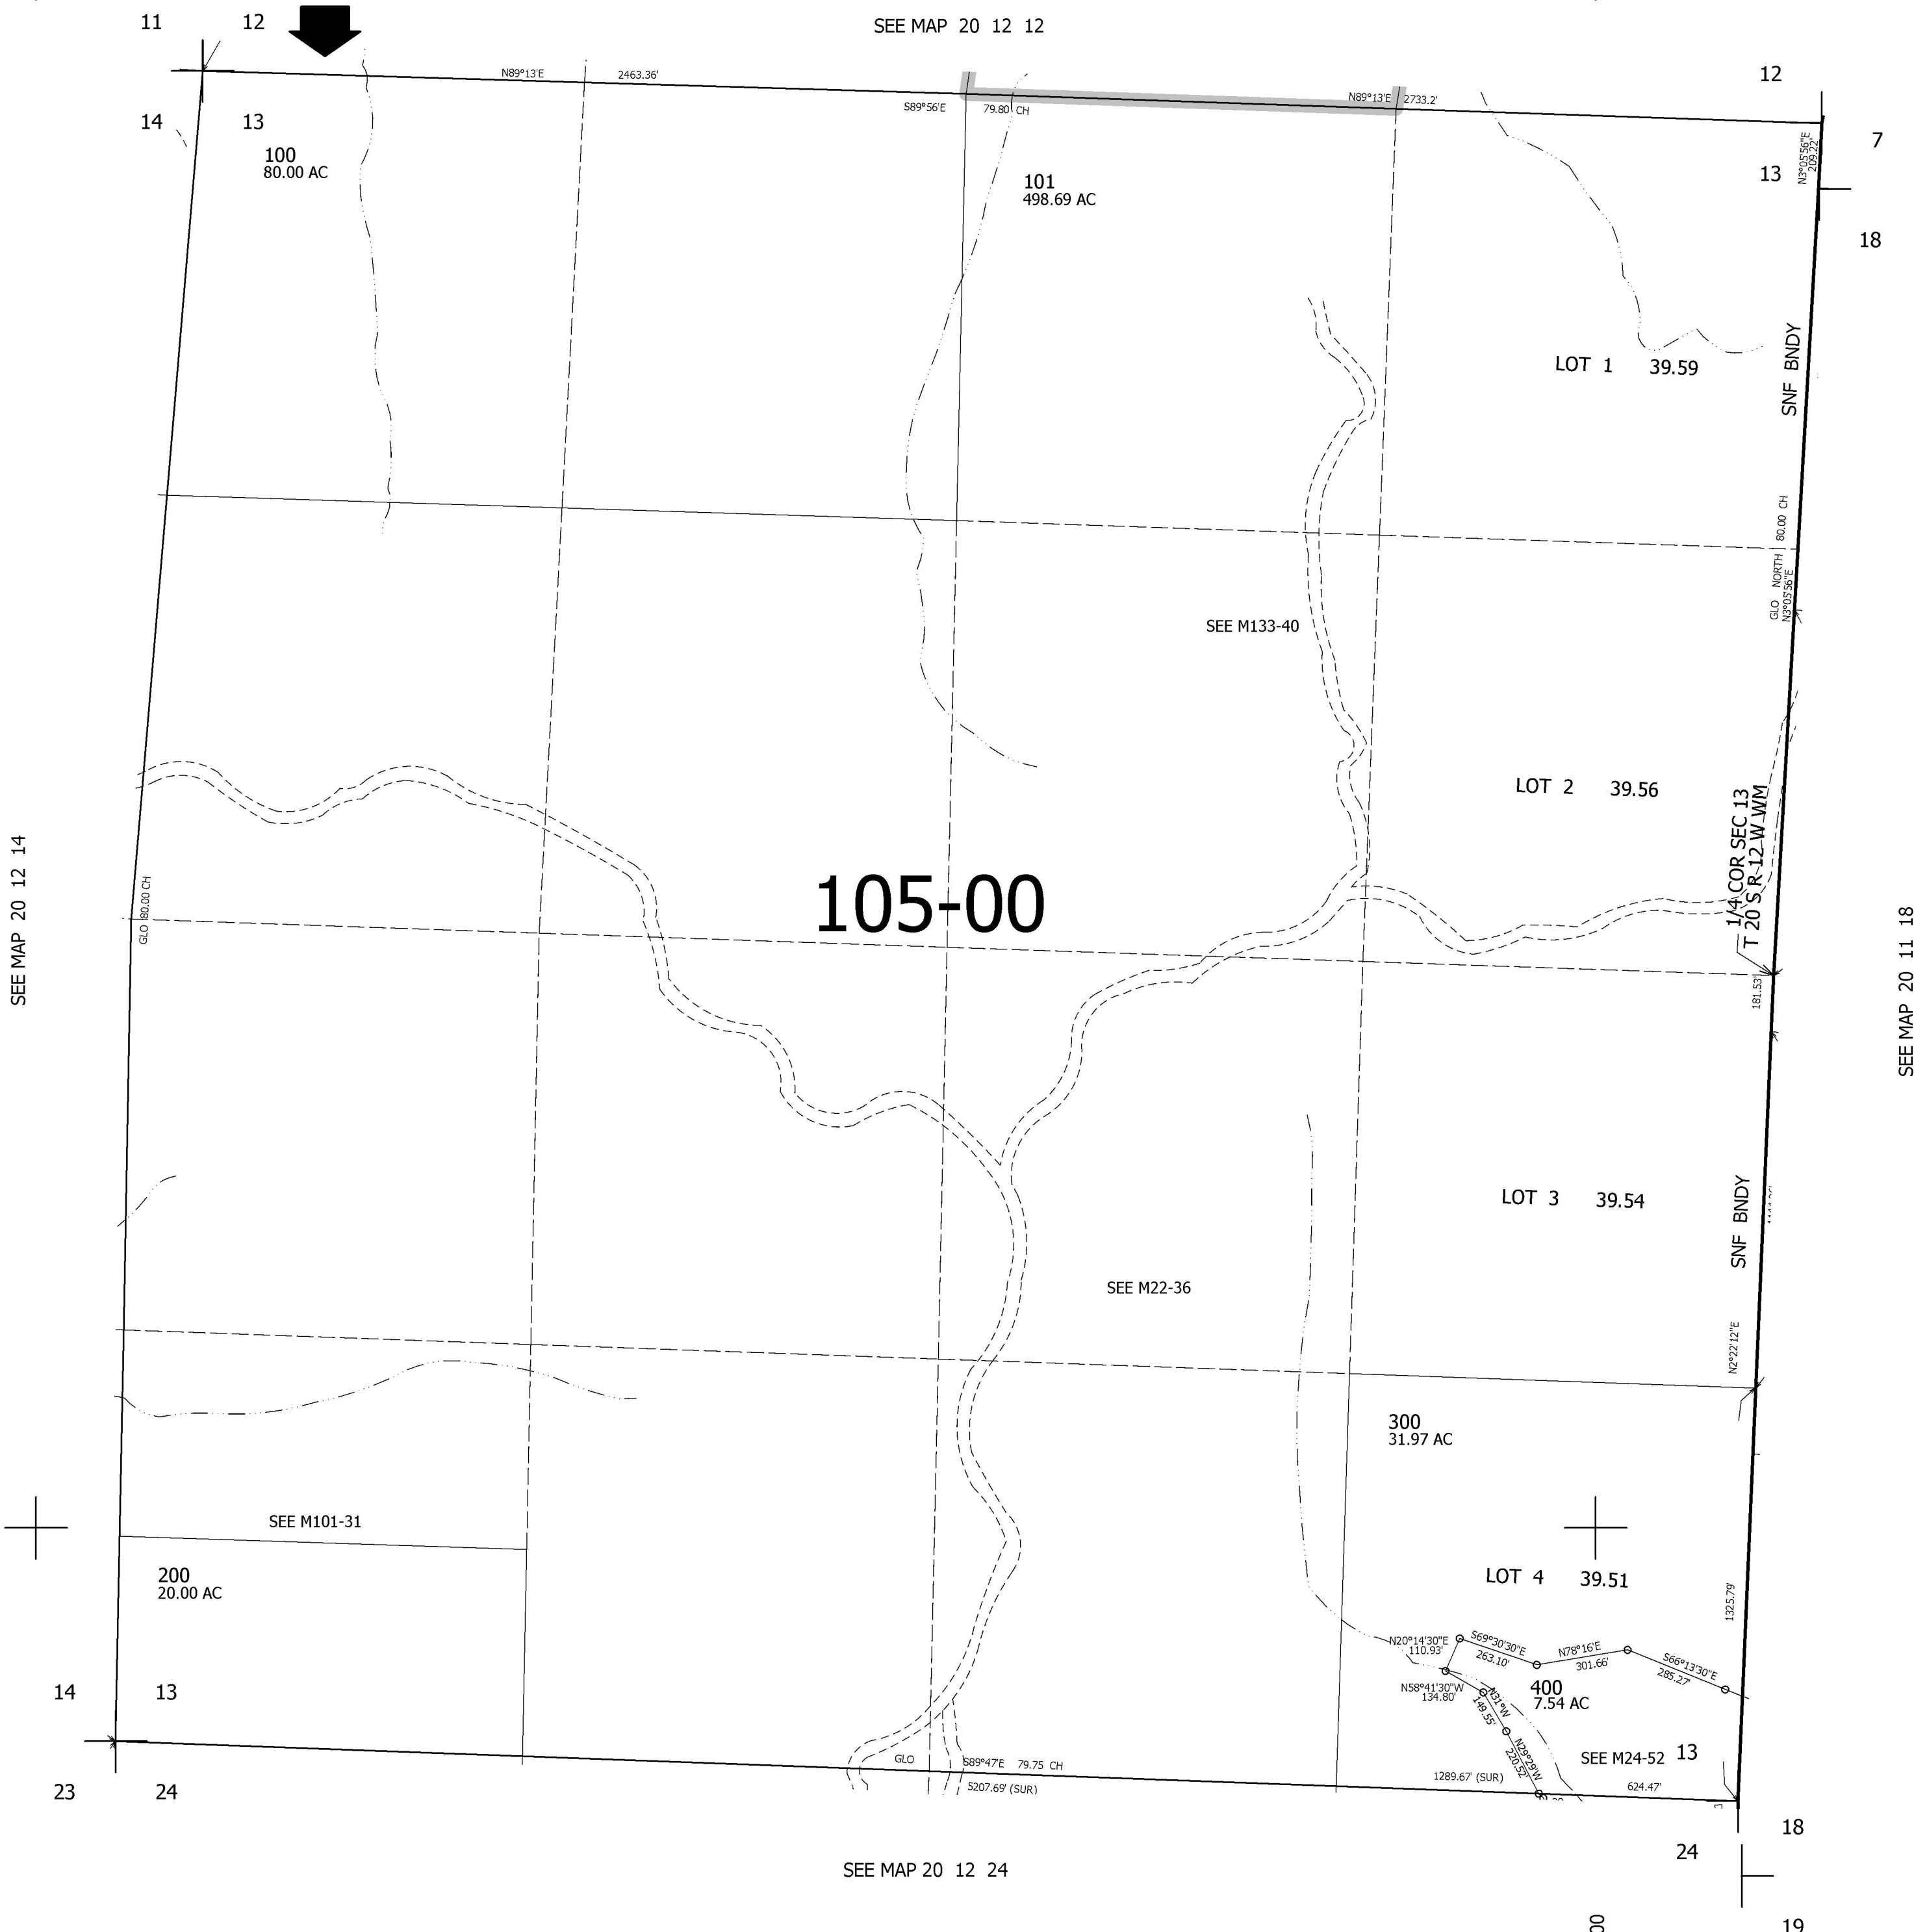 11 12
SEE MAP 20 12 12
12
N89°13'E 2463.36'
S89°56'E 79.80 CH
N89°13'E 2733.2'
14 13
7
N3°05'56"E
209.22'
13
18
100
80.00 AC
101
498.69 AC
LOT 1 39.59
SNF BNDY
GLO NORTH 80.00 CH
N3°05'56"E
SEE M133-40
LOT 2 39.56
1/4 COR SEC 13
T 20 S R 12 W WM
SEE MAP 20 12 14
GLO 80.00 CH
105-00
SEE MAP 20 11 18
181.53'
LOT 3 39.54
SNF BNDY
SEE M22-36
N2°22'12"E
300
31.97 AC
SEE M101-31
200
20.00 AC
LOT 4 39.51
1325.79'
N20°14'30"E
110.93'
S69°30'30"E
263.10'
N78°16'E
301.66'
S66°13'30"E
285.27'
N58°41'30"W
134.80'
N31°W
149.55'
400
7.54 AC
N29°29'W
220.52'
SEE M24-52 13
14 13
GLO S89°47'E 79.75 CH
5207.69' (SUR)
1289.67' (SUR)
624.47'
23 24
18
24
SEE MAP 20 12 24
19